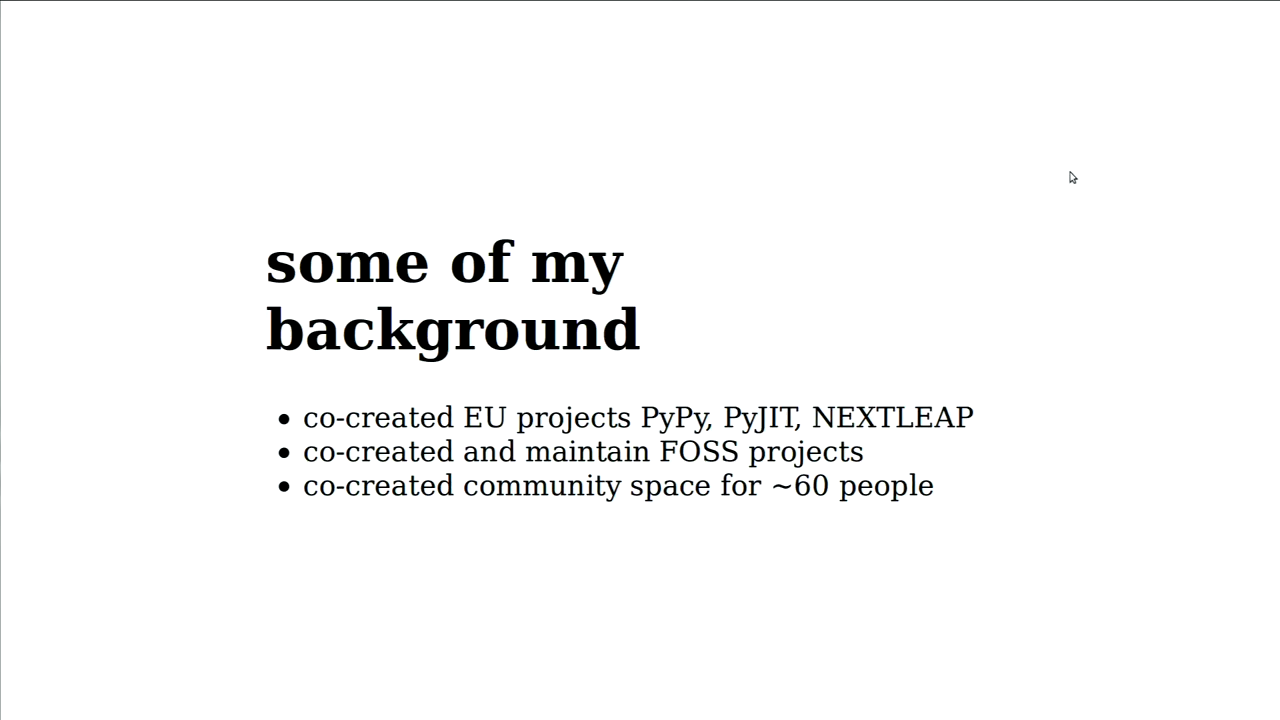 some of my
background
co-created EU projects PyPy, PyJIT, NEXTLEAP
co-created and maintain FOSS projects
co-created community space for ~60 people